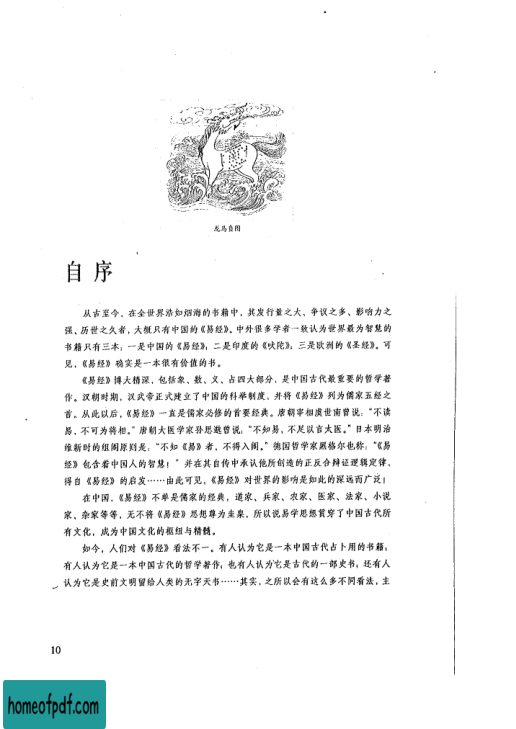 龙马负图
自序
从古至今，在全世界浩如烟海的书籍中，其发行量之大、争议之多、影响力之
强、历世之久者，大概只有中国的《易经》。中外很多学者一致认为世界最为智慧的
书籍只有三本：一是中国的《易经》；二是印度的《吠陀》，三是欧洲的《圣经》。可
见，《易经》确实是一本很有价值的书。
《易经》博大精深，包括象、数、义、占四大部分，是中国古代最重要的哲学著
作。汉朝时期，汉武帝正式建立了中国的科举制度，并将《易经》列为儒家五经之
首。从此以后，《易经》一直是儒家必修的首要经典。唐朝宰相虞世南曾说：“不读
易，不可为将相。”唐朝大医学家孙思邈曾说：“不知易，不足以言太医。”日本明治
维新时的组阁原则是：“不知《易》者，不得入阁。”德国哲学家黑格尔也称：“《易
经》包含着中国人的智慧！”并在其自传中承认他所创造的正反合辩证逻辑定律，
得自《易经》的启发……由此可见，《易经》对世界的影响是如此的深远而广泛！
在中国，《易经》不单是儒家的经典，道家、兵家、农家、医家、法家、小说
家、杂家等等，无不将《易经》思想尊为圭臬，所以说易学思想贯穿了中国古代所
有文化，成为中国文化的枢纽与精髓。
如今，人们对《易经》看法不一。有人认为它是一本中国古代占卜用的书籍；
有人认为它是一本中国古代的哲学著作；也有人认为它是古代的一部史书；还有人
认为它是史前文明留给人类的无字天书……其实，之所以会有这么多不同看法，主
10
homeofpdf.com